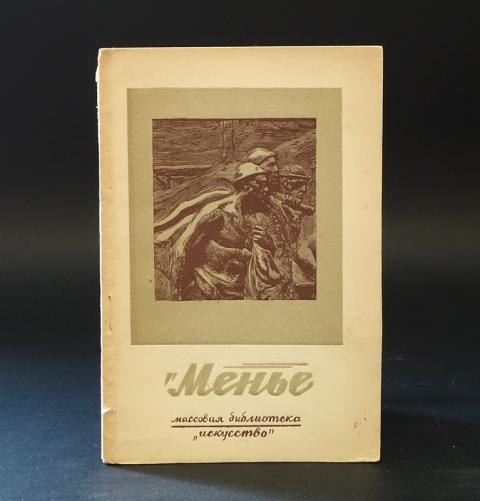 Менье
массовая библиотека
„искусство"